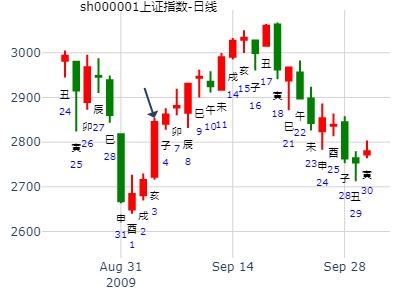 sh000001上证指数-日线
3000
2900
2800
2700
2600
丑
24
寅
25
卯
26
辰
27
巳
28
申
31
酉
1
戌
2
亥
3
子
4
卯
7
辰
8
巳
9
午
10
未
11
戌
14
亥
15
子
16
丑
17
寅
18
巳
21
午
22
未
23
申
24
酉
25
子
28
丑
29
寅
30
Aug 31
2009
Sep 14
Sep 28